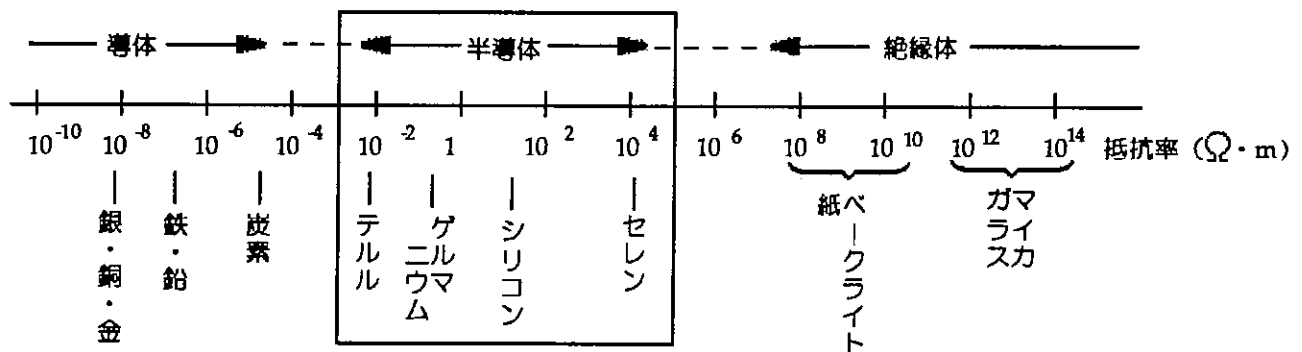 導体 半導体 絶縁体
10⁻¹⁰ 10⁻⁸ 10⁻⁶ 10⁻⁴ 10⁻² 1 10² 10⁴ 10⁶ 10⁸ 10¹⁰ 10¹² 10¹⁴ 抵抗率（Ω・m）
銀・銅・金
鉄・鉛
炭素
テルル
ゲルマ
ニウム
シリコン
セレン
ベークライト
紙
マイカ
ガラス